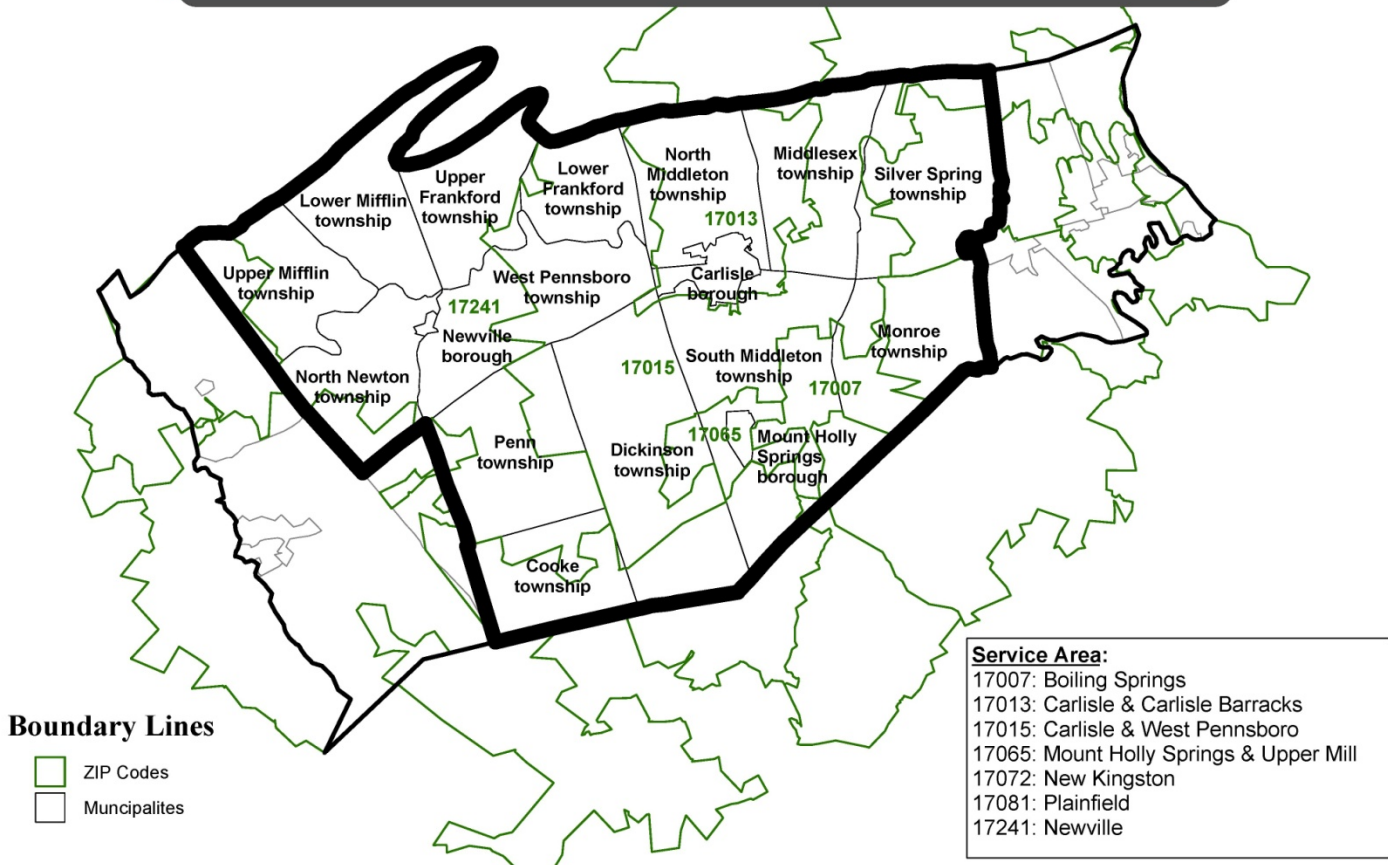 Lower Mifflin
township
Upper
Frankford
township
Lower
Frankford
township
North
Middleton
township
17013
Middlesex
township
Silver Spring
township
Upper Mifflin
township
West Pennsboro
township
Carlisle
borough
17241
Newville
borough
Monroe
township
North Newton
township
17015
South Middleton
township
17007
Penn
township
Dickinson
township
17065
Mount Holly
Springs
borough
Cooke
township
Boundary Lines
ZIP Codes
Muncipalites
Service Area:
17007: Boiling Springs
17013: Carlisle & Carlisle Barracks
17015: Carlisle & West Pennsboro
17065: Mount Holly Springs & Upper Mill
17072: New Kingston
17081: Plainfield
17241: Newville